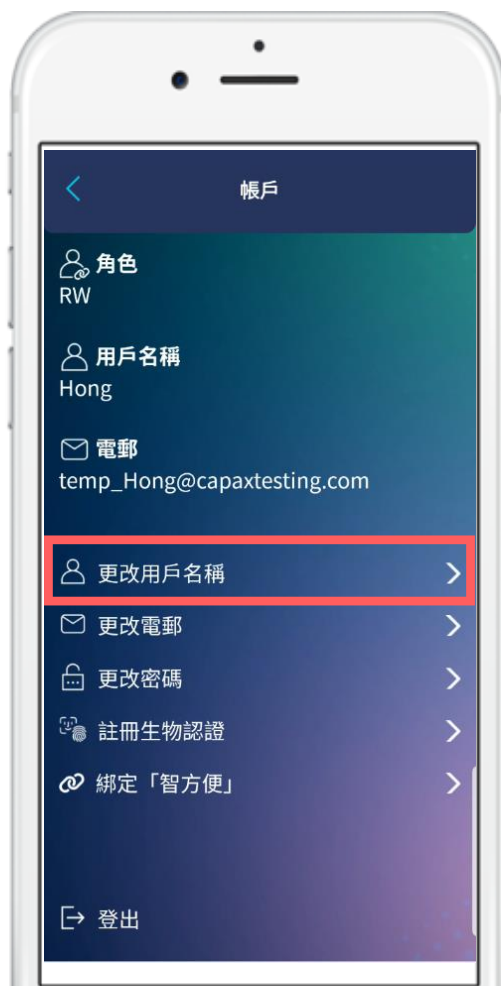 帳戶
角色
RW
用戶名稱
Hong
電郵
temp_Hong@capaxtesting.com
更改用戶名稱
更改電郵
更改密碼
註冊生物認證
綁定「智方便」
登出